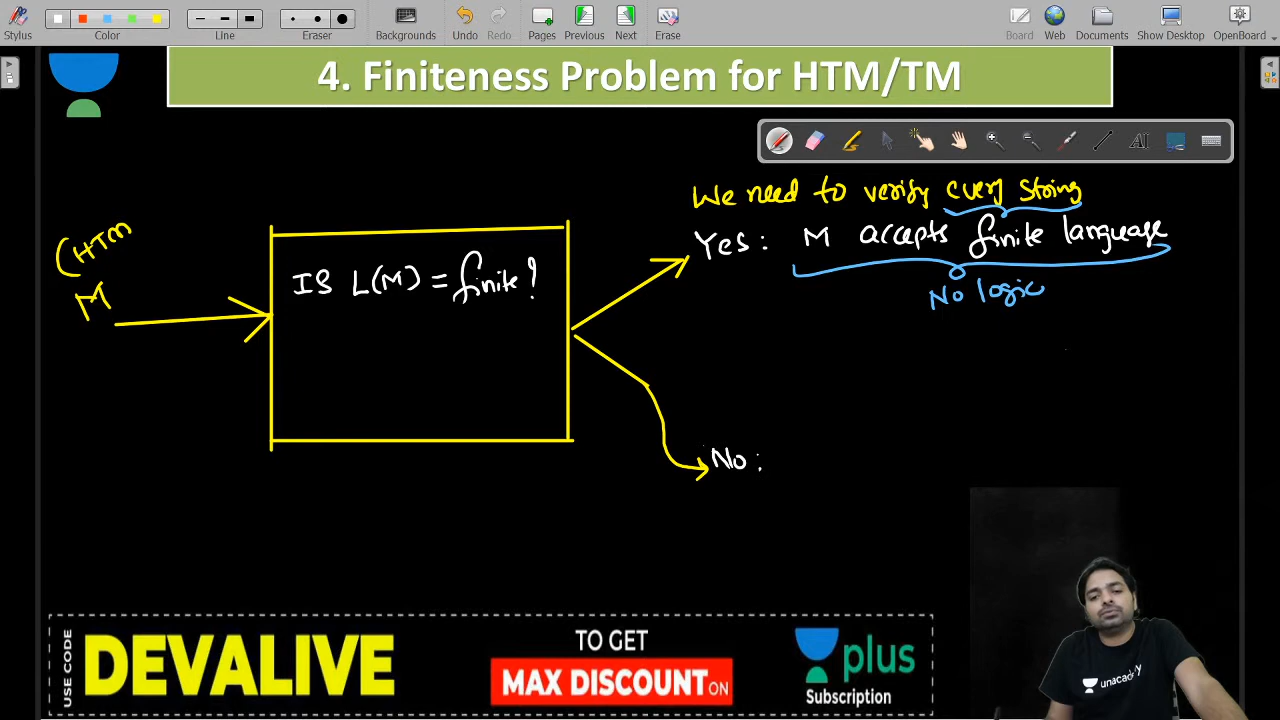 Stylus
Color
Line
Eraser
Backgrounds
Undo
Redo
Pages
Previous
Next
Erase
Board
Web
Documents
Show Desktop
OpenBoard
4. Finiteness Problem for HTM/TM
AI
We need to verify every string
(HTM
M
IS L(M) = finite?
Yes: M accepts finite language
No logic
No:
USE CODE
DEVALIVE
TO GET
MAX DISCOUNT ON
plus
Subscription
unacademy